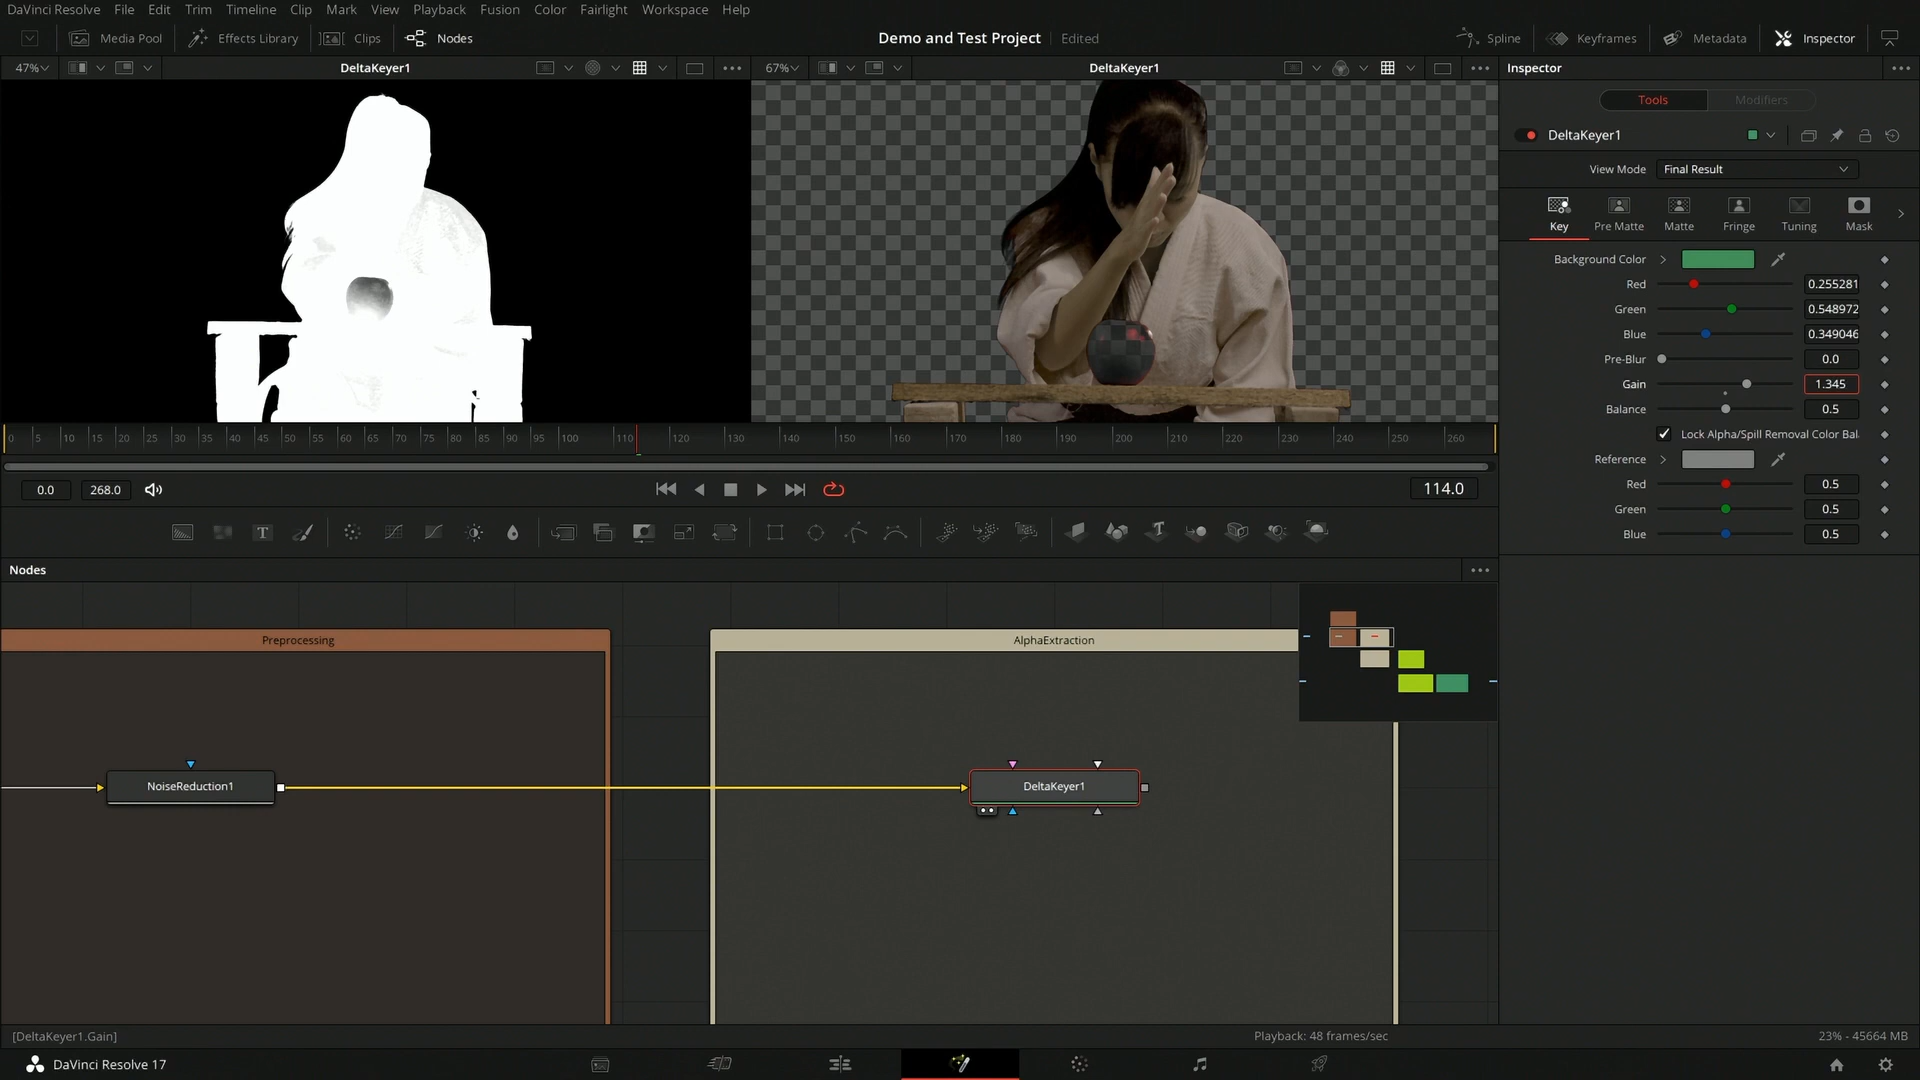 DaVinci Resolve File Edit Trim Timeline Clip Mark View Playback Fusion Color Fairlight Workspace Help
Media Pool Effects Library Clips Nodes Demo and Test Project Edited Spline Keyframes Metadata Inspector
47% DeltaKeyer1 67% DeltaKeyer1 Inspector
Tools Modifiers
DeltaKeyer1
View Mode Final Result
Key Pre Matte Matte Fringe Tuning Mask
Background Color
Red 0.255281
Green 0.548972
Blue 0.349046
Pre-Blur 0.0
Gain 1.345
Balance 0.5
Lock Alpha/Spill Removal Color Bal
Reference
Red 0.5
Green 0.5
Blue 0.5
0 5 10 15 20 25 30 35 40 45 50 55 60 65 70 75 80 85 90 95 100 110 120 130 140 150 160 170 180 190 200 210 220 230 240 250 260
0.0 268.0 114.0
Nodes
Preprocessing AlphaExtraction
NoiseReduction1 DeltaKeyer1
[DeltaKeyer1.Gain] Playback: 48 frames/sec 23% - 45664 MB
DaVinci Resolve 17